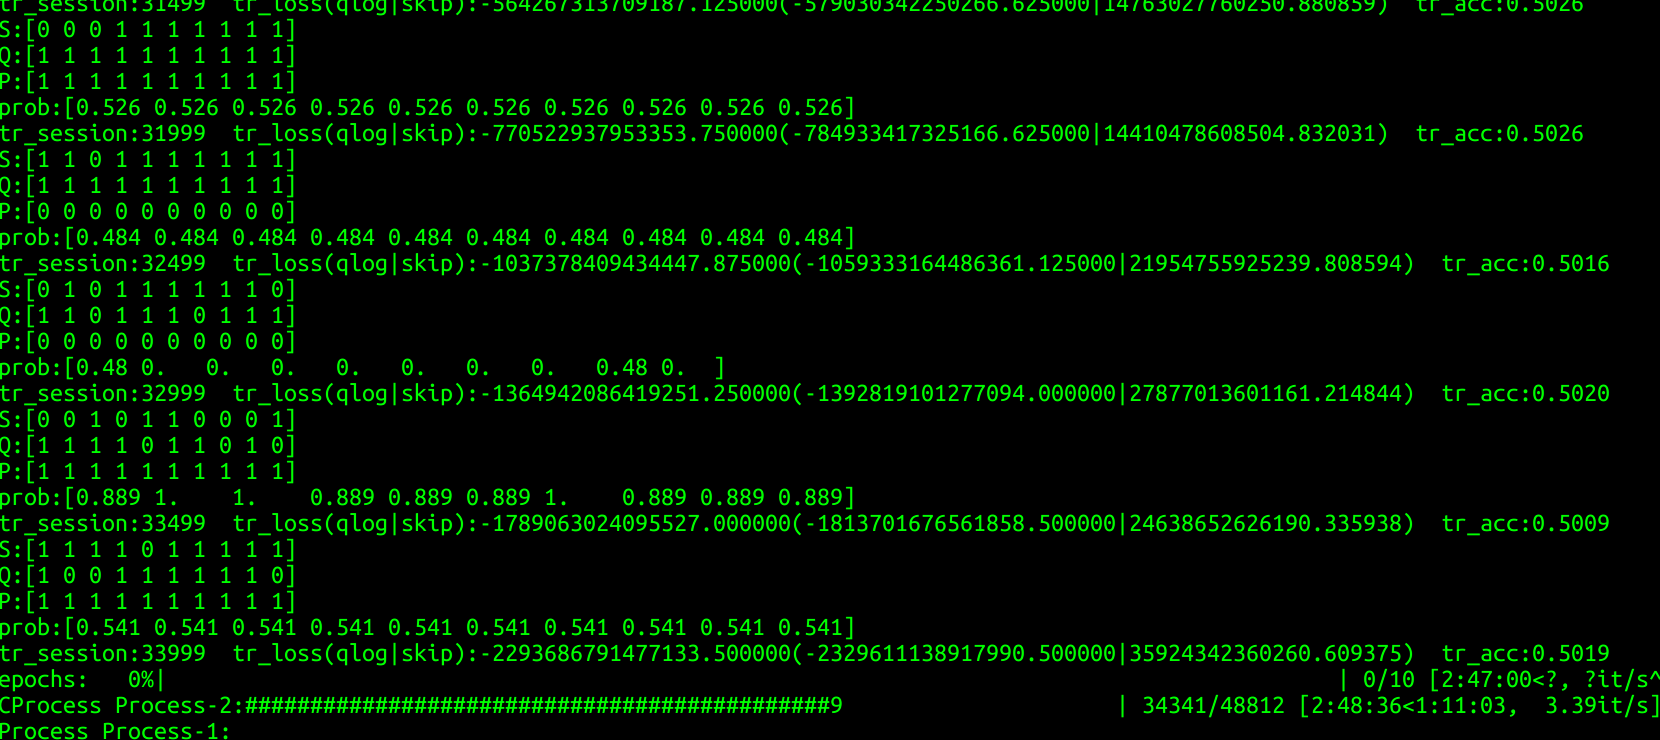 tr_session:31499  tr_loss(qlog|skip):-564267313709187.125000(-579030342250266.625000|14763027760250.880859)  tr_acc:0.5026
S:[0 0 0 1 1 1 1 1 1 1]
Q:[1 1 1 1 1 1 1 1 1 1]
P:[1 1 1 1 1 1 1 1 1 1]
prob:[0.526 0.526 0.526 0.526 0.526 0.526 0.526 0.526 0.526 0.526]
tr_session:31999  tr_loss(qlog|skip):-770522937953353.750000(-784933417325166.625000|14410478608504.832031)  tr_acc:0.5026
S:[1 1 0 1 1 1 1 1 1 1]
Q:[1 1 1 1 1 1 1 1 1 1]
P:[0 0 0 0 0 0 0 0 0 0]
prob:[0.484 0.484 0.484 0.484 0.484 0.484 0.484 0.484 0.484 0.484]
tr_session:32499  tr_loss(qlog|skip):-1037378409434447.875000(-1059333164486361.125000|21954755925239.808594)  tr_acc:0.5016
S:[0 1 0 1 1 1 1 1 1 0]
Q:[1 1 0 1 1 1 0 1 1 1]
P:[0 0 0 0 0 0 0 0 0 0]
prob:[0.48 0.   0.   0.   0.   0.   0.   0.   0.48 0.  ]
tr_session:32999  tr_loss(qlog|skip):-1364942086419251.250000(-1392819101277094.000000|27877013601161.214844)  tr_acc:0.5020
S:[0 0 1 0 1 1 0 0 0 1]
Q:[1 1 1 1 0 1 1 0 1 0]
P:[1 1 1 1 1 1 1 1 1 1]
prob:[0.889 1.    1.    0.889 0.889 0.889 1.    0.889 0.889 0.889]
tr_session:33499  tr_loss(qlog|skip):-1789063024095527.000000(-1813701676561858.500000|24638652626190.335938)  tr_acc:0.5009
S:[1 1 1 1 0 1 1 1 1 1]
Q:[1 0 0 1 1 1 1 1 1 0]
P:[1 1 1 1 1 1 1 1 1 1]
prob:[0.541 0.541 0.541 0.541 0.541 0.541 0.541 0.541 0.541 0.541]
tr_session:33999  tr_loss(qlog|skip):-2293686791477133.500000(-2329611138917990.500000|35924342360260.609375)  tr_acc:0.5019
epochs:   0%|                                                                                          | 0/10 [2:47:00<?, ?it/s^
CProcess Process-2:#############################################9                     | 34341/48812 [2:48:36<1:11:03,  3.39it/s]
Process Process-1: